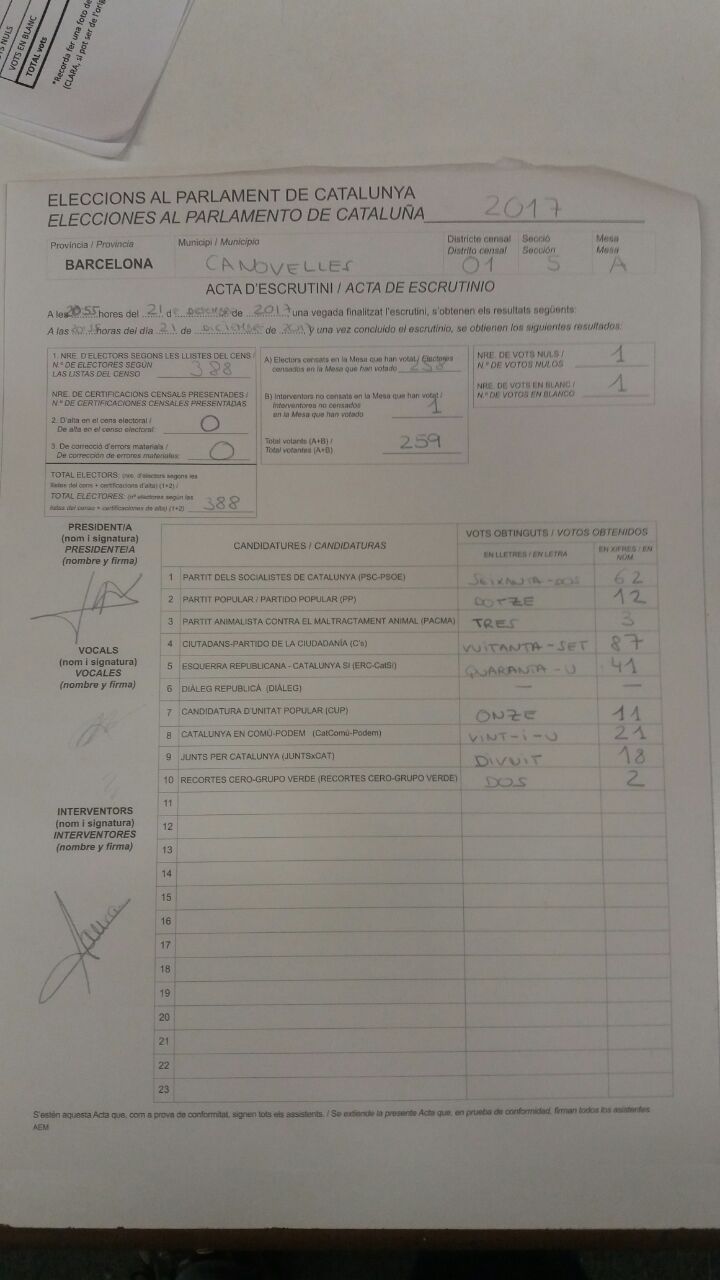 VOTS EN BLANC
TOTAL vots
*Recorda fer una foto de
(CLARA, si pot ser de l'orig
ELECCIONS AL PARLAMENT DE CATALUNYA
ELECCIONES AL PARLAMENTO DE CATALUÑA 2017
Província / Provincia Municipi / Municipio Districte censal Secció Mesa
Distrito censal Sección Mesa
BARCELONA CANOVELLES 01 5 A
ACTA D'ESCRUTINI / ACTA DE ESCRUTINIO
A les 20:55 hores del 21 de de 2017, una vegada finalitzat l'escrutini, s'obtenen els resultats següents:
A las horas del día 21 de DICIEMBRE de 2017 y una vez concluido el escrutinio, se obtienen los siguientes resultados:
1. NRE. D'ELECTORS SEGONS LES LLISTES DEL CENS /
N.º DE ELECTORES SEGÚN
LAS LISTAS DEL CENSO 388
A) Electors censats en la Mesa que han votat / Electores
censados en la Mesa que han votado 258
NRE. DE VOTS NULS /
N.º DE VOTOS NULOS 1
NRE. DE VOTS EN BLANC /
N.º DE VOTOS EN BLANCO 1
NRE. DE CERTIFICACIONS CENSALS PRESENTADES /
N.º DE CERTIFICACIONES CENSALES PRESENTADAS
B) Interventors no censats en la Mesa que han votat /
Interventores no censados
en la Mesa que han votado 1
2. D'alta en el cens electoral /
De alta en el censo electoral: 0
3. De correcció d'errors materials /
De corrección de errores materiales: 0
Total votants (A+B) /
Total votantes (A+B) 259
TOTAL ELECTORS: (nre. d'electors segons les
llistes del cens + certificacions d'alta) (1+2) /
TOTAL ELECTORES: (nº electores según las
listas del censo + certificaciones de alta) (1+2) 388
PRESIDENT/A
(nom i signatura)
PRESIDENTE/A
(nombre y firma)
VOCALS
(nom i signatura)
VOCALES
(nombre y firma)
INTERVENTORS
(nom i signatura)
INTERVENTORES
(nombre y firma)
CANDIDATURES / CANDIDATURAS VOTS OBTINGUTS / VOTOS OBTENIDOS
EN LLETRES / EN LETRA EN XIFRES / EN NÚM.
1 PARTIT DELS SOCIALISTES DE CATALUNYA (PSC-PSOE) SEIXANTA-DOS 62
2 PARTIT POPULAR / PARTIDO POPULAR (PP) DOTZE 12
3 PARTIT ANIMALISTA CONTRA EL MALTRACTAMENT ANIMAL (PACMA) TRES 3
4 CIUTADANS-PARTIDO DE LA CIUDADANÍA (C's) VUITANTA-SET 87
5 ESQUERRA REPUBLICANA - CATALUNYA SÍ (ERC-CatSí) QUARANTA-U 41
6 DIÀLEG REPUBLICÀ (DIÀLEG) — —
7 CANDIDATURA D'UNITAT POPULAR (CUP) ONZE 11
8 CATALUNYA EN COMÚ-PODEM (CatComú-Podem) VINT-I-U 21
9 JUNTS PER CATALUNYA (JUNTSxCAT) DIVUIT 18
10 RECORTES CERO-GRUPO VERDE (RECORTES CERO-GRUPO VERDE) DOS 2
11
12
13
14
15
16
17
18
19
20
21
22
23
S'estén aquesta Acta que, com a prova de conformitat, signen tots els assistents. / Se extiende la presente Acta que, en prueba de conformidad, firman todos los asistentes.
AEM